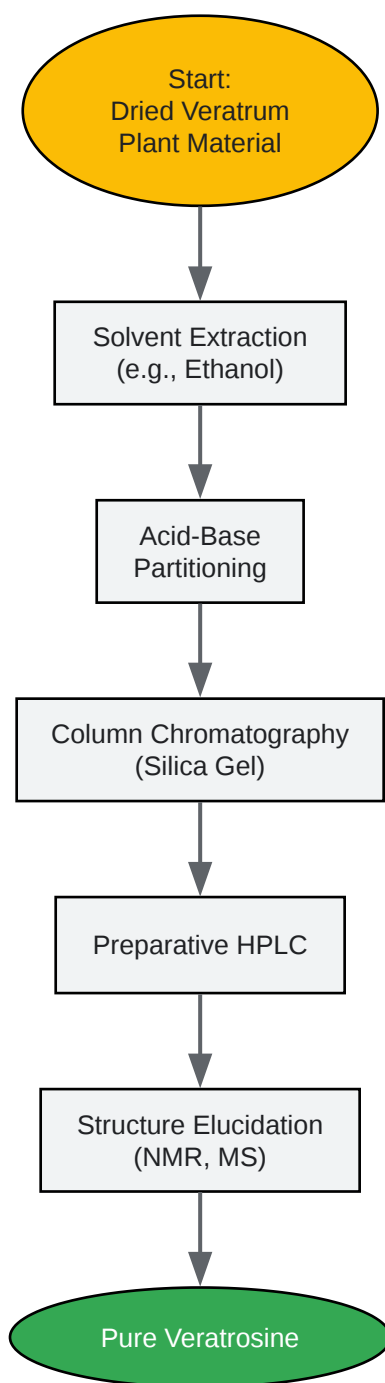 Start:
Dried Veratrum
Plant Material
Solvent Extraction
(e.g., Ethanol)
Acid-Base
Partitioning
Column Chromatography
(Silica Gel)
Preparative HPLC
Structure Elucidation
(NMR, MS)
Pure Veratrosine